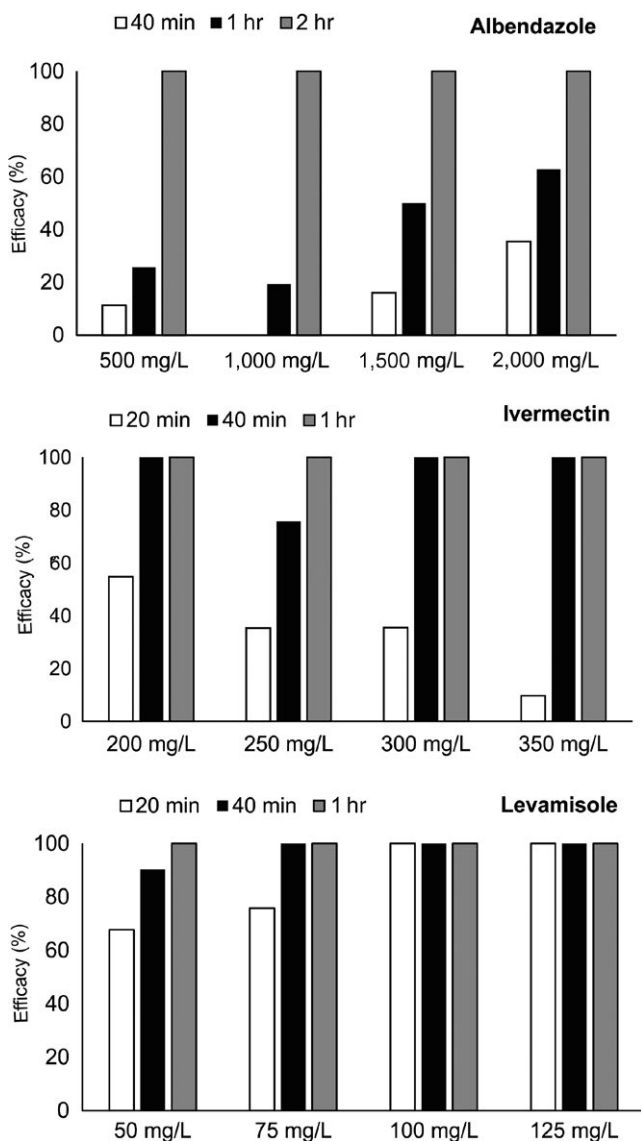 40 min 1 hr 2 hr
Albendazole
Efficacy (%)
100
80
60
40
20
0
500 mg/L 1,000 mg/L 1,500 mg/L 2,000 mg/L
20 min 40 min 1 hr
Ivermectin
Efficacy (%)
100
80
60
40
20
0
200 mg/L 250 mg/L 300 mg/L 350 mg/L
20 min 40 min 1 hr
Levamisole
Efficacy (%)
100
80
60
40
20
0
50 mg/L 75 mg/L 100 mg/L 125 mg/L